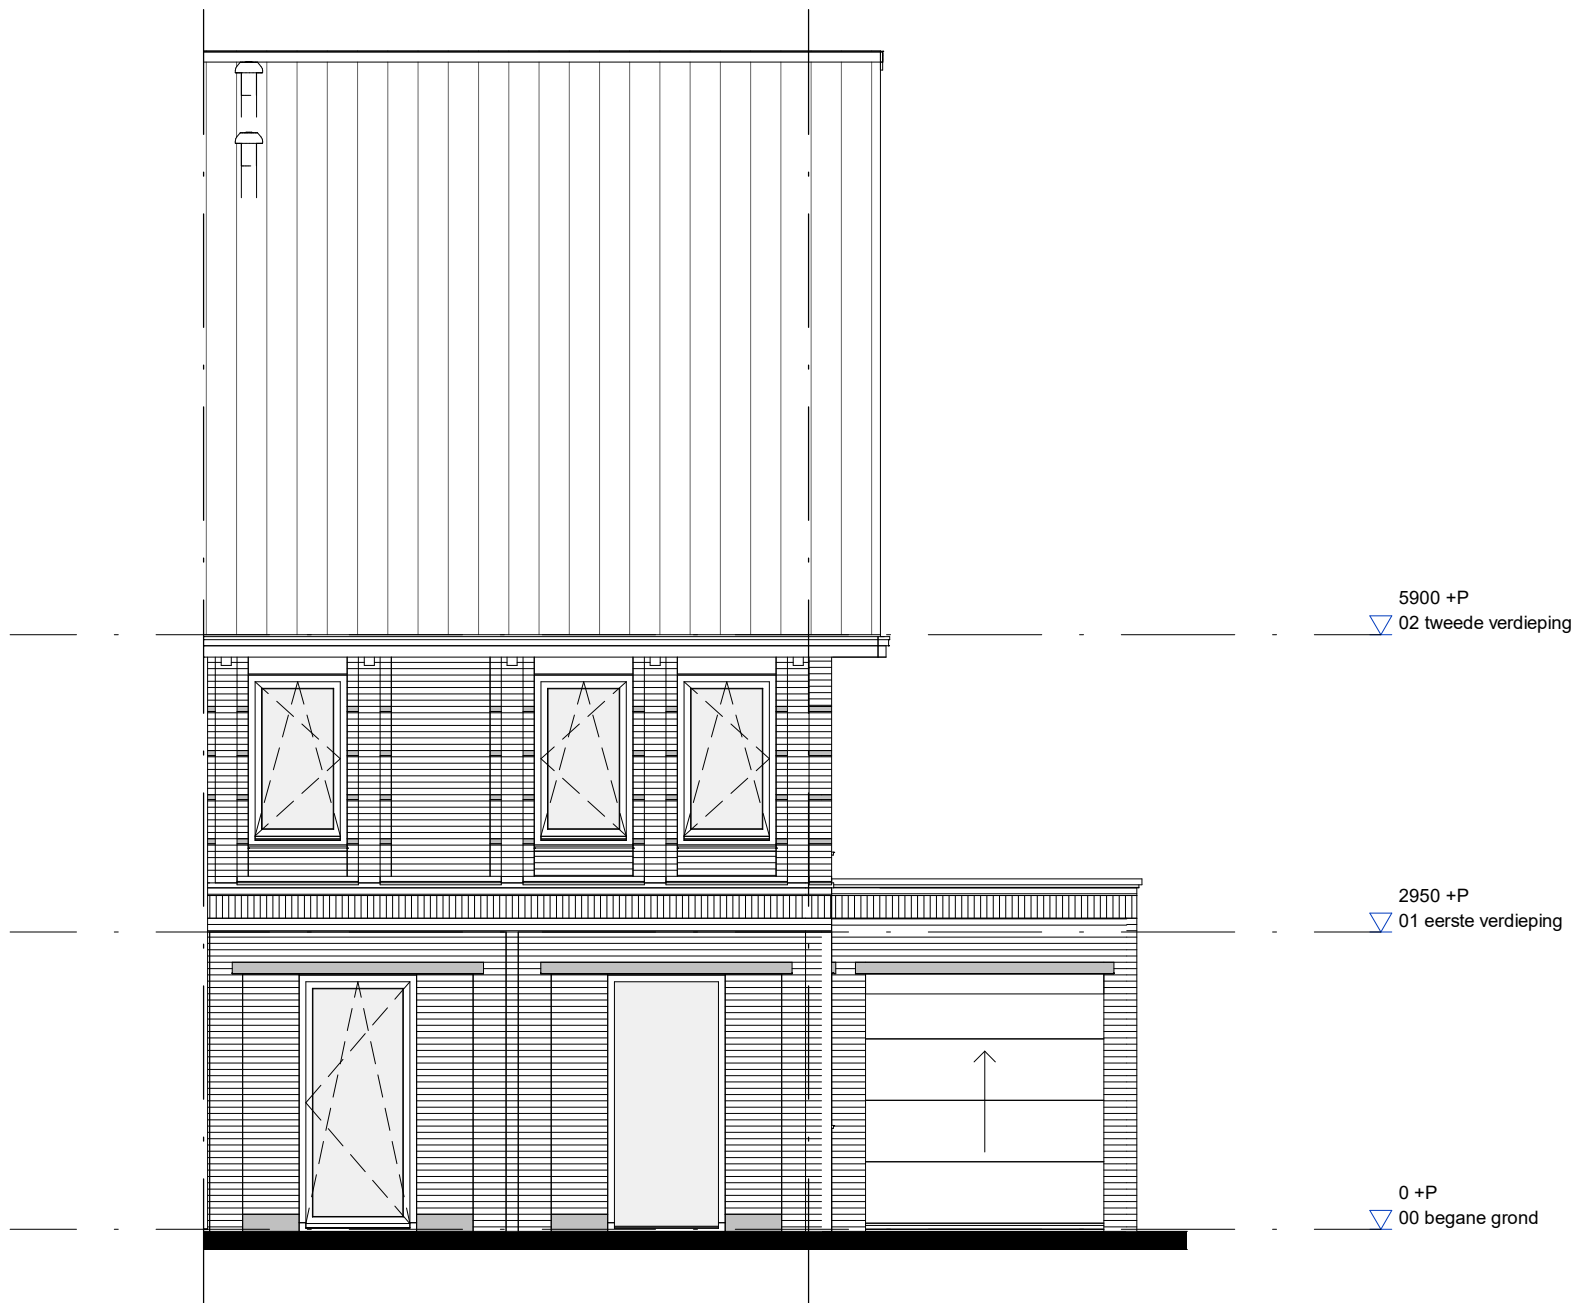 5900 +P
02 tweede verdieping
2950 +P
01 eerste verdieping
0 +P
00 begane grond